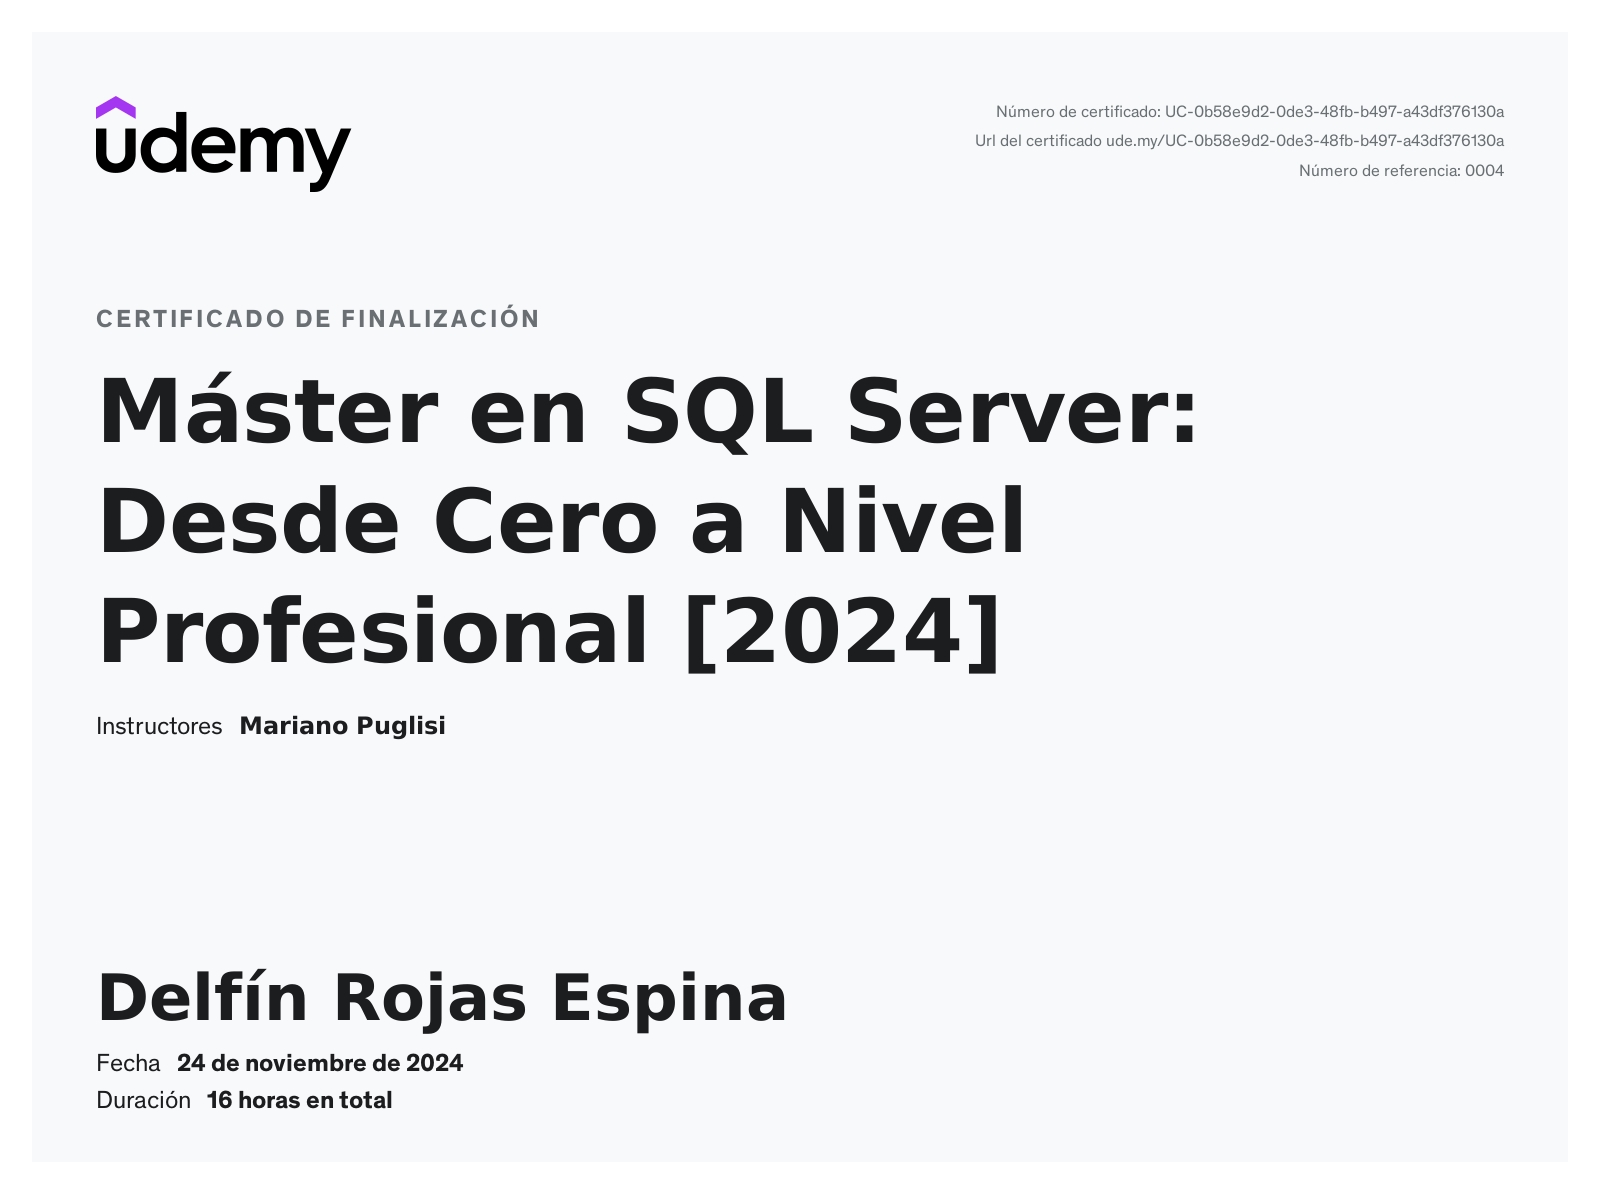 udemy
Número de certificado: UC-0b58e9d2-0de3-48fb-b497-a43df376130a
Url del certificado ude.my/UC-0b58e9d2-0de3-48fb-b497-a43df376130a
Número de referencia: 0004
CERTIFICADO DE FINALIZACIÓN
Máster en SQL Server:
Desde Cero a Nivel
Profesional [2024]
Instructores Mariano Puglisi
Delfín Rojas Espina
Fecha 24 de noviembre de 2024
Duración 16 horas en total